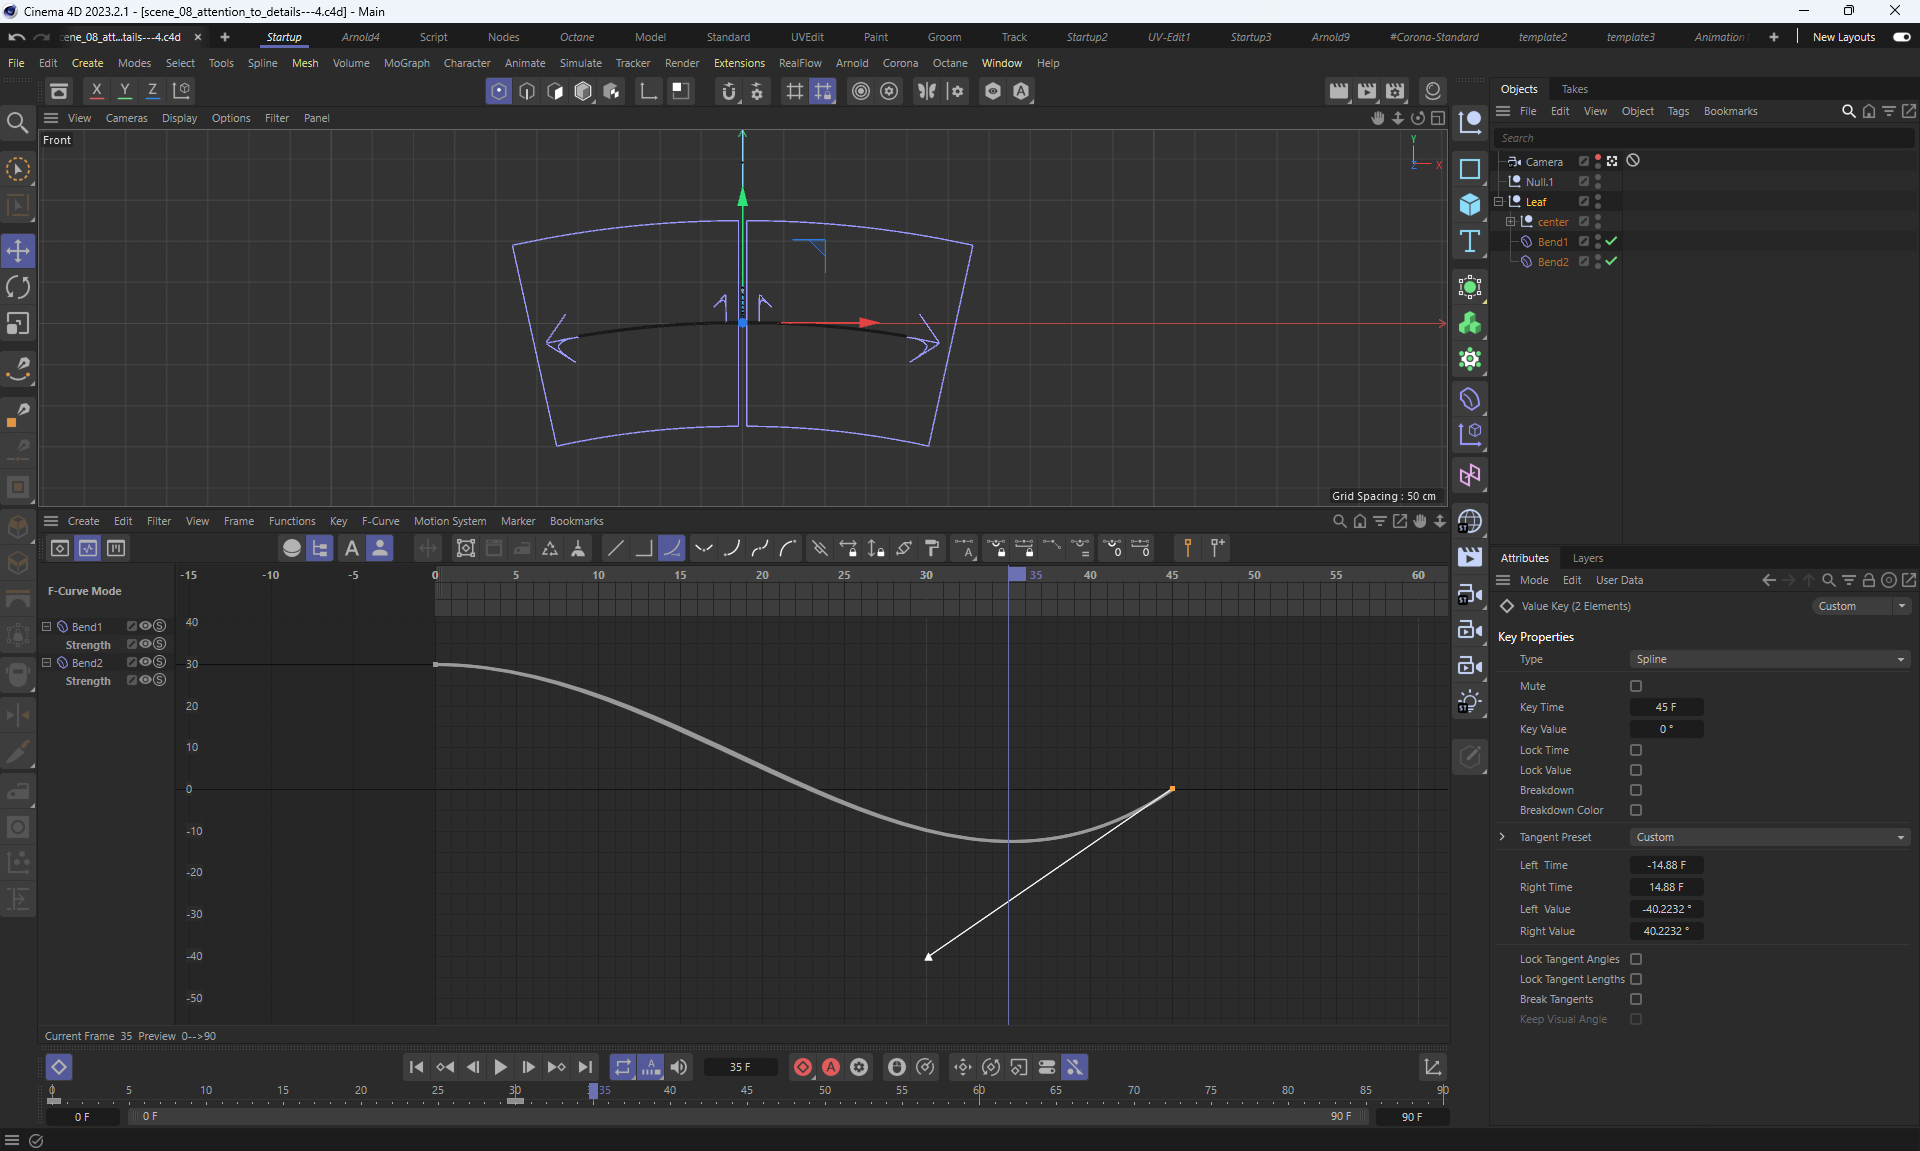 Cinema 4D 2023.2.1 - [scene_08_attention_to_details---4.c4d] - Main
ene_08_att...tails---4.c4d
Startup Arnold4 Script Nodes Octane Model Standard UVEdit Paint Groom Track Startup2 UV-Edit1 Startup3 Arnold9 #Corona-Standard template2 template3 Animation New Layouts
File Edit Create Modes Select Tools Spline Mesh Volume MoGraph Character Animate Simulate Tracker Render Extensions RealFlow Arnold Corona Octane Window Help
X Y Z
View Cameras Display Options Filter Panel
Front
Y
X
Z
Grid Spacing : 50 cm
Create Edit Filter View Frame Functions Key F-Curve Motion System Marker Bookmarks
F-Curve Mode
Bend1
Strength
Bend2
Strength
-15 -10 -5 0 5 10 15 20 25 30 35 40 45 50 55 60
40
30
20
10
0
-10
-20
-30
-40
-50
Current Frame 35 Preview 0-->90
35 F
0 5 10 15 20 25 30 35 40 45 50 55 60 65 70 75 80 85 90
0 F 0 F 90 F 90 F
Objects Takes
File Edit View Object Tags Bookmarks
Search
Camera
Null.1
Leaf
center
Bend1
Bend2
ST
ST
ST
Attributes Layers
Mode Edit User Data
Value Key (2 Elements) Custom
Key Properties
Type Spline
Mute
Key Time 45 F
Key Value 0 °
Lock Time
Lock Value
Breakdown
Breakdown Color
Tangent Preset Custom
Left Time -14.88 F
Right Time 14.88 F
Left Value -40.2232 °
Right Value 40.2232 °
Lock Tangent Angles
Lock Tangent Lengths
Break Tangents
Keep Visual Angle